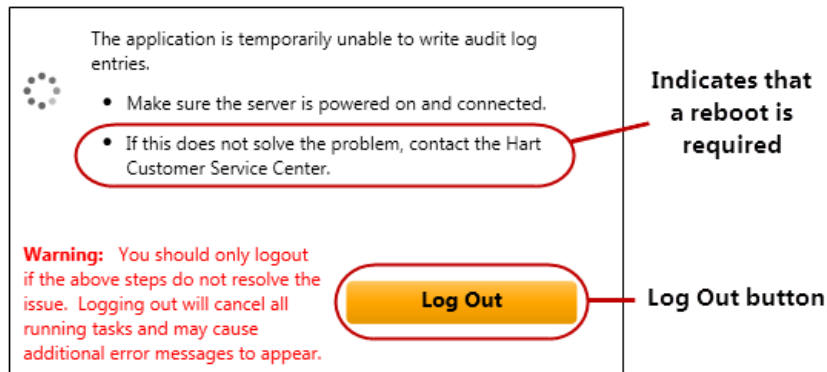 The application is temporarily unable to write audit log
entries.
• Make sure the server is powered on and connected.
• If this does not solve the problem, contact the Hart
Customer Service Center.
Indicates that
a reboot is
required
Warning: You should only logout
if the above steps do not resolve the
issue. Logging out will cancel all
running tasks and may cause
additional error messages to appear.
Log Out
Log Out button